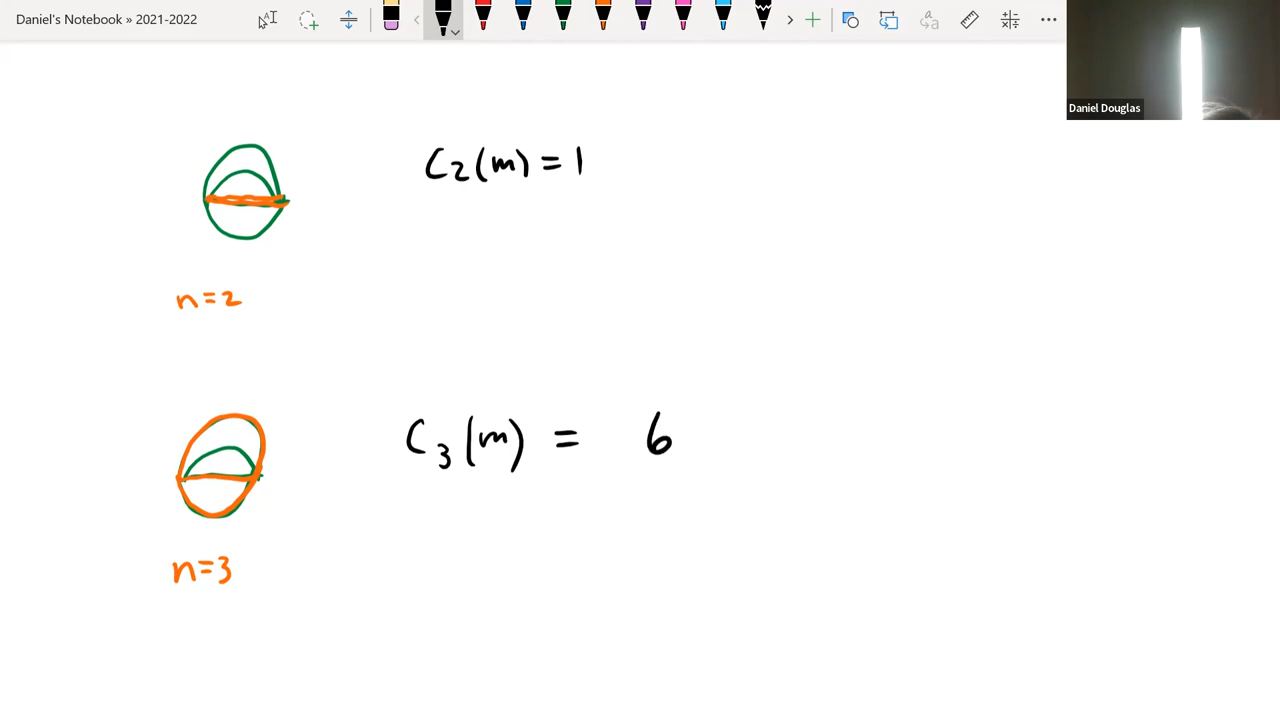 Daniel's Notebook » 2021-2022
Daniel Douglas
C₂(m) = 1
n=2
C₃(m) = 6
n=3